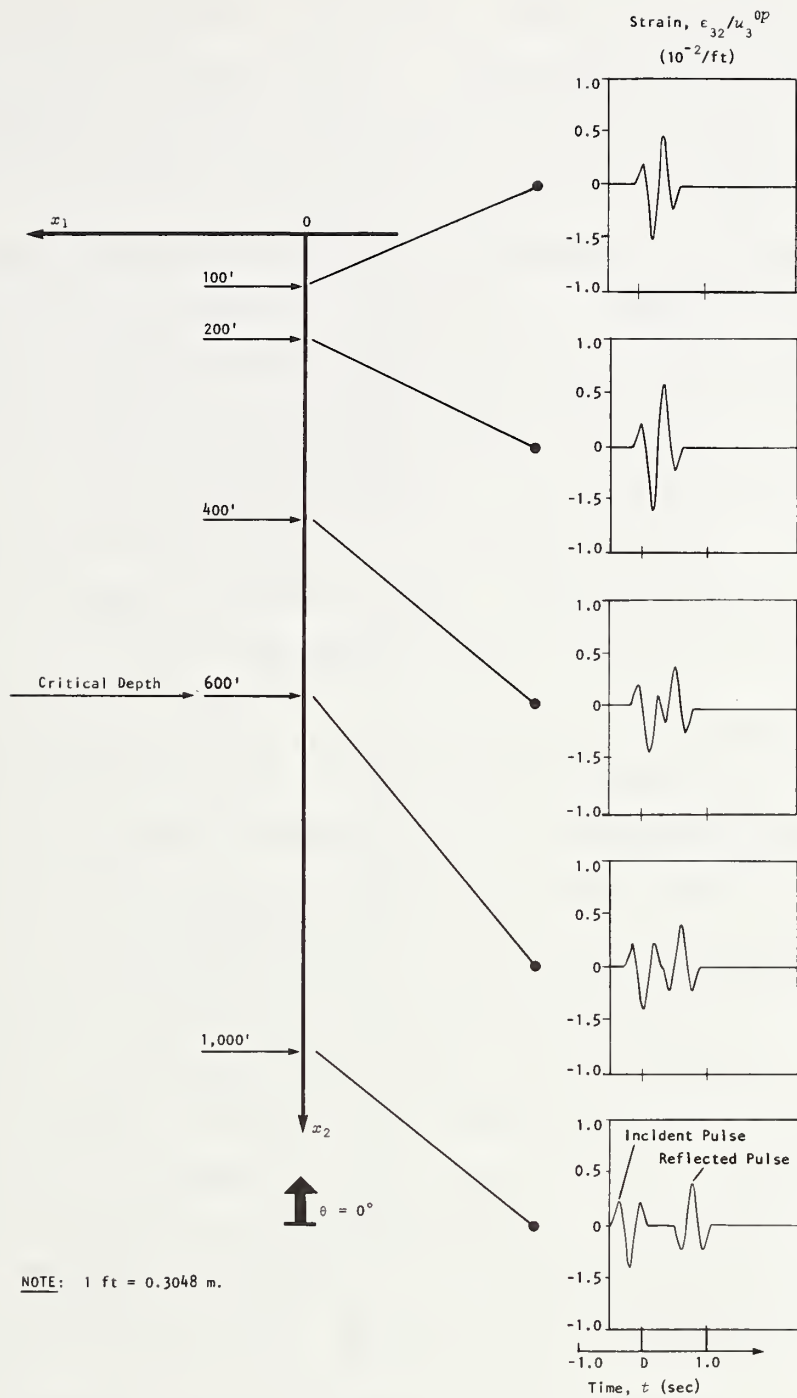 Strain, ε32/u3^0p
(10^-2/ft)
1.0
0.5
0
-1.5
-1.0
x1
0
100'
200'
1.0
0.5
0
-1.5
-1.0
400'
1.0
0.5
0
-1.5
-1.0
Critical Depth
600'
1.0
0.5
0
-1.5
-1.0
1,000'
x2
θ = 0°
1.0
0.5
0
-1.5
-1.0
Incident Pulse
Reflected Pulse
NOTE: 1 ft = 0.3048 m.
-1.0 D 1.0
Time, t (sec)